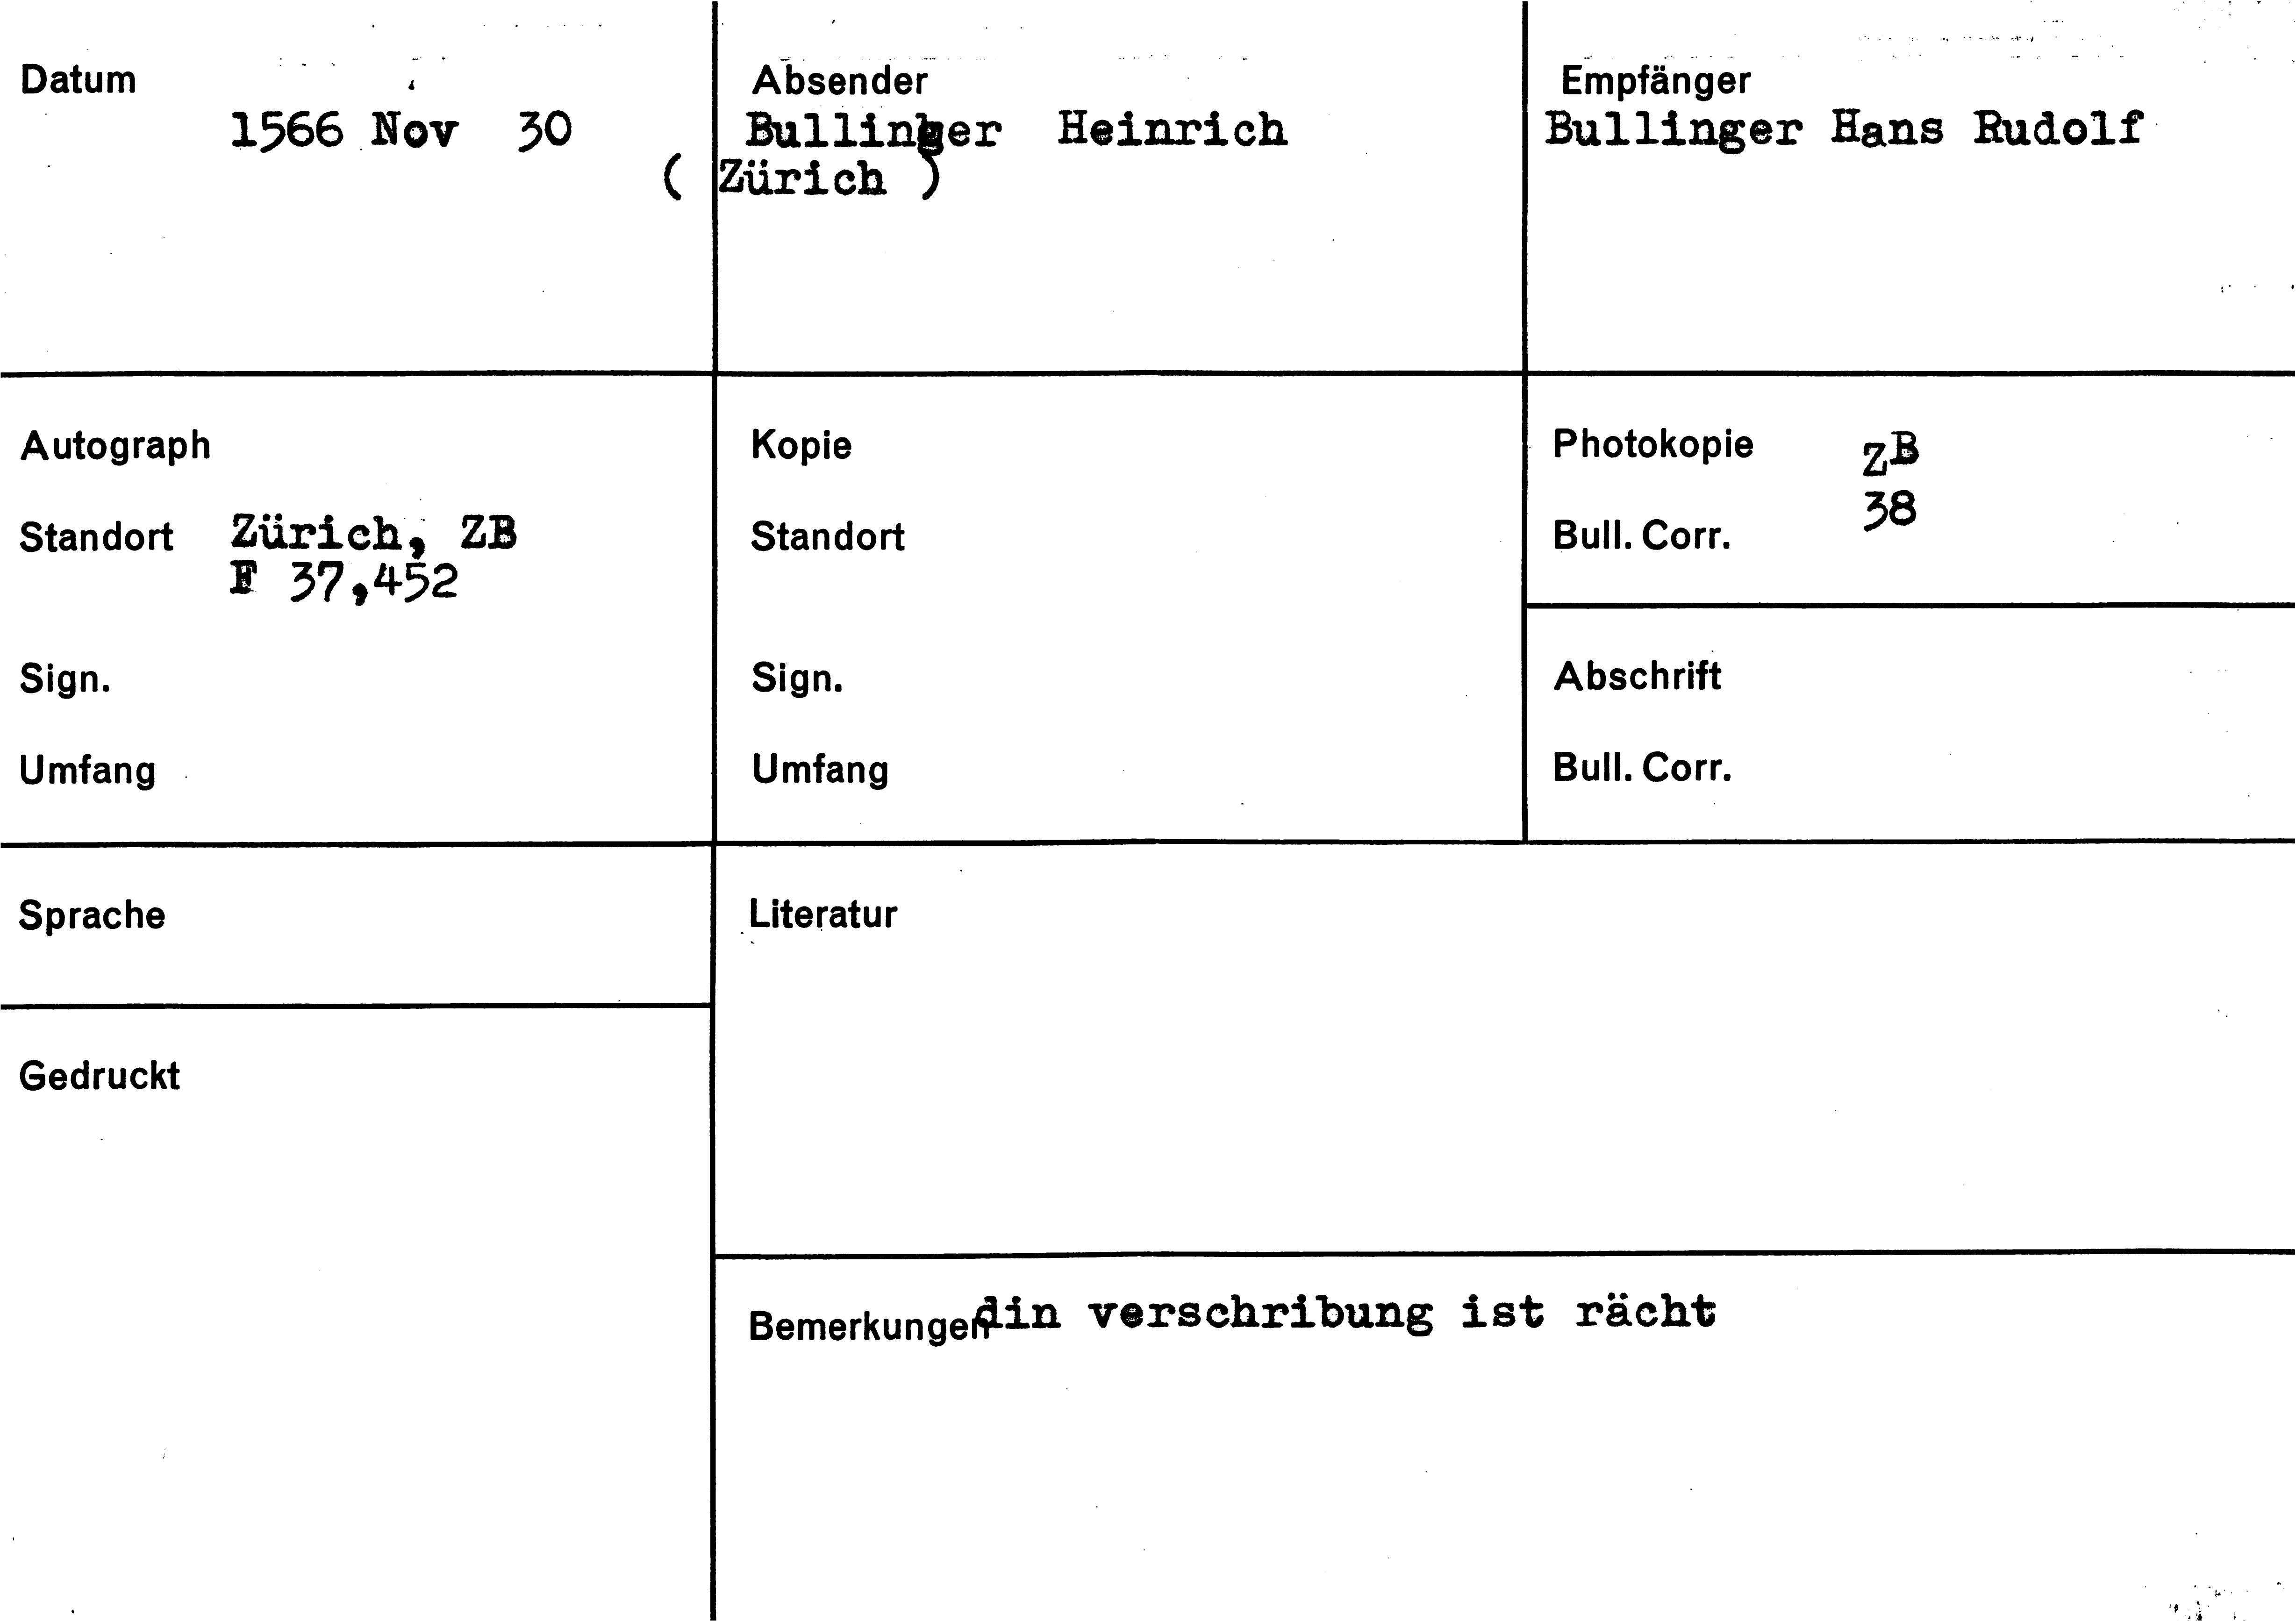 Datum
1566 Nov 30
Absender
Bullinger Heinrich
( Zürich )
Empfänger
Bullinger Hans Rudolf
Autograph
Standort Zürich, ZB
F 37,452
Sign.
Umfang
Kopie
Standort
Sign.
Umfang
Photokopie ZB
Bull. Corr. 38
Abschrift
Bull. Corr.
Sprache
Gedruckt
Literatur
Bemerkungen din verschribung ist rächt